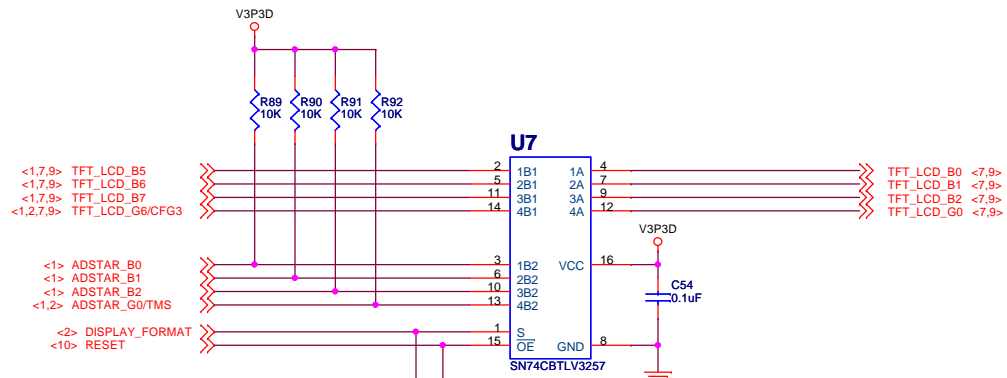 V3P3D
R89 R90 R91 R92
10K 10K 10K 10K
U7
<1,7,9> TFT_LCD_B5 2 1B1 1A 4 TFT_LCD_B0 <7,9>
<1,7,9> TFT_LCD_B6 5 2B1 2A 7 TFT_LCD_B1 <7,9>
<1,7,9> TFT_LCD_B7 11 3B1 3A 9 TFT_LCD_B2 <7,9>
<1,2,7,9> TFT_LCD_G6/CFG3 14 4B1 4A 12 TFT_LCD_G0 <7,9>
V3P3D
<1> ADSTAR_B0 3 1B2 VCC 16
<1> ADSTAR_B1 6 2B2
<1> ADSTAR_B2 10 3B2
<1,2> ADSTAR_G0/TMS 13 4B2
C54
0.1uF
<2> DISPLAY_FORMAT 1 S
<10> RESET 15 OE GND 8
SN74CBTLV3257